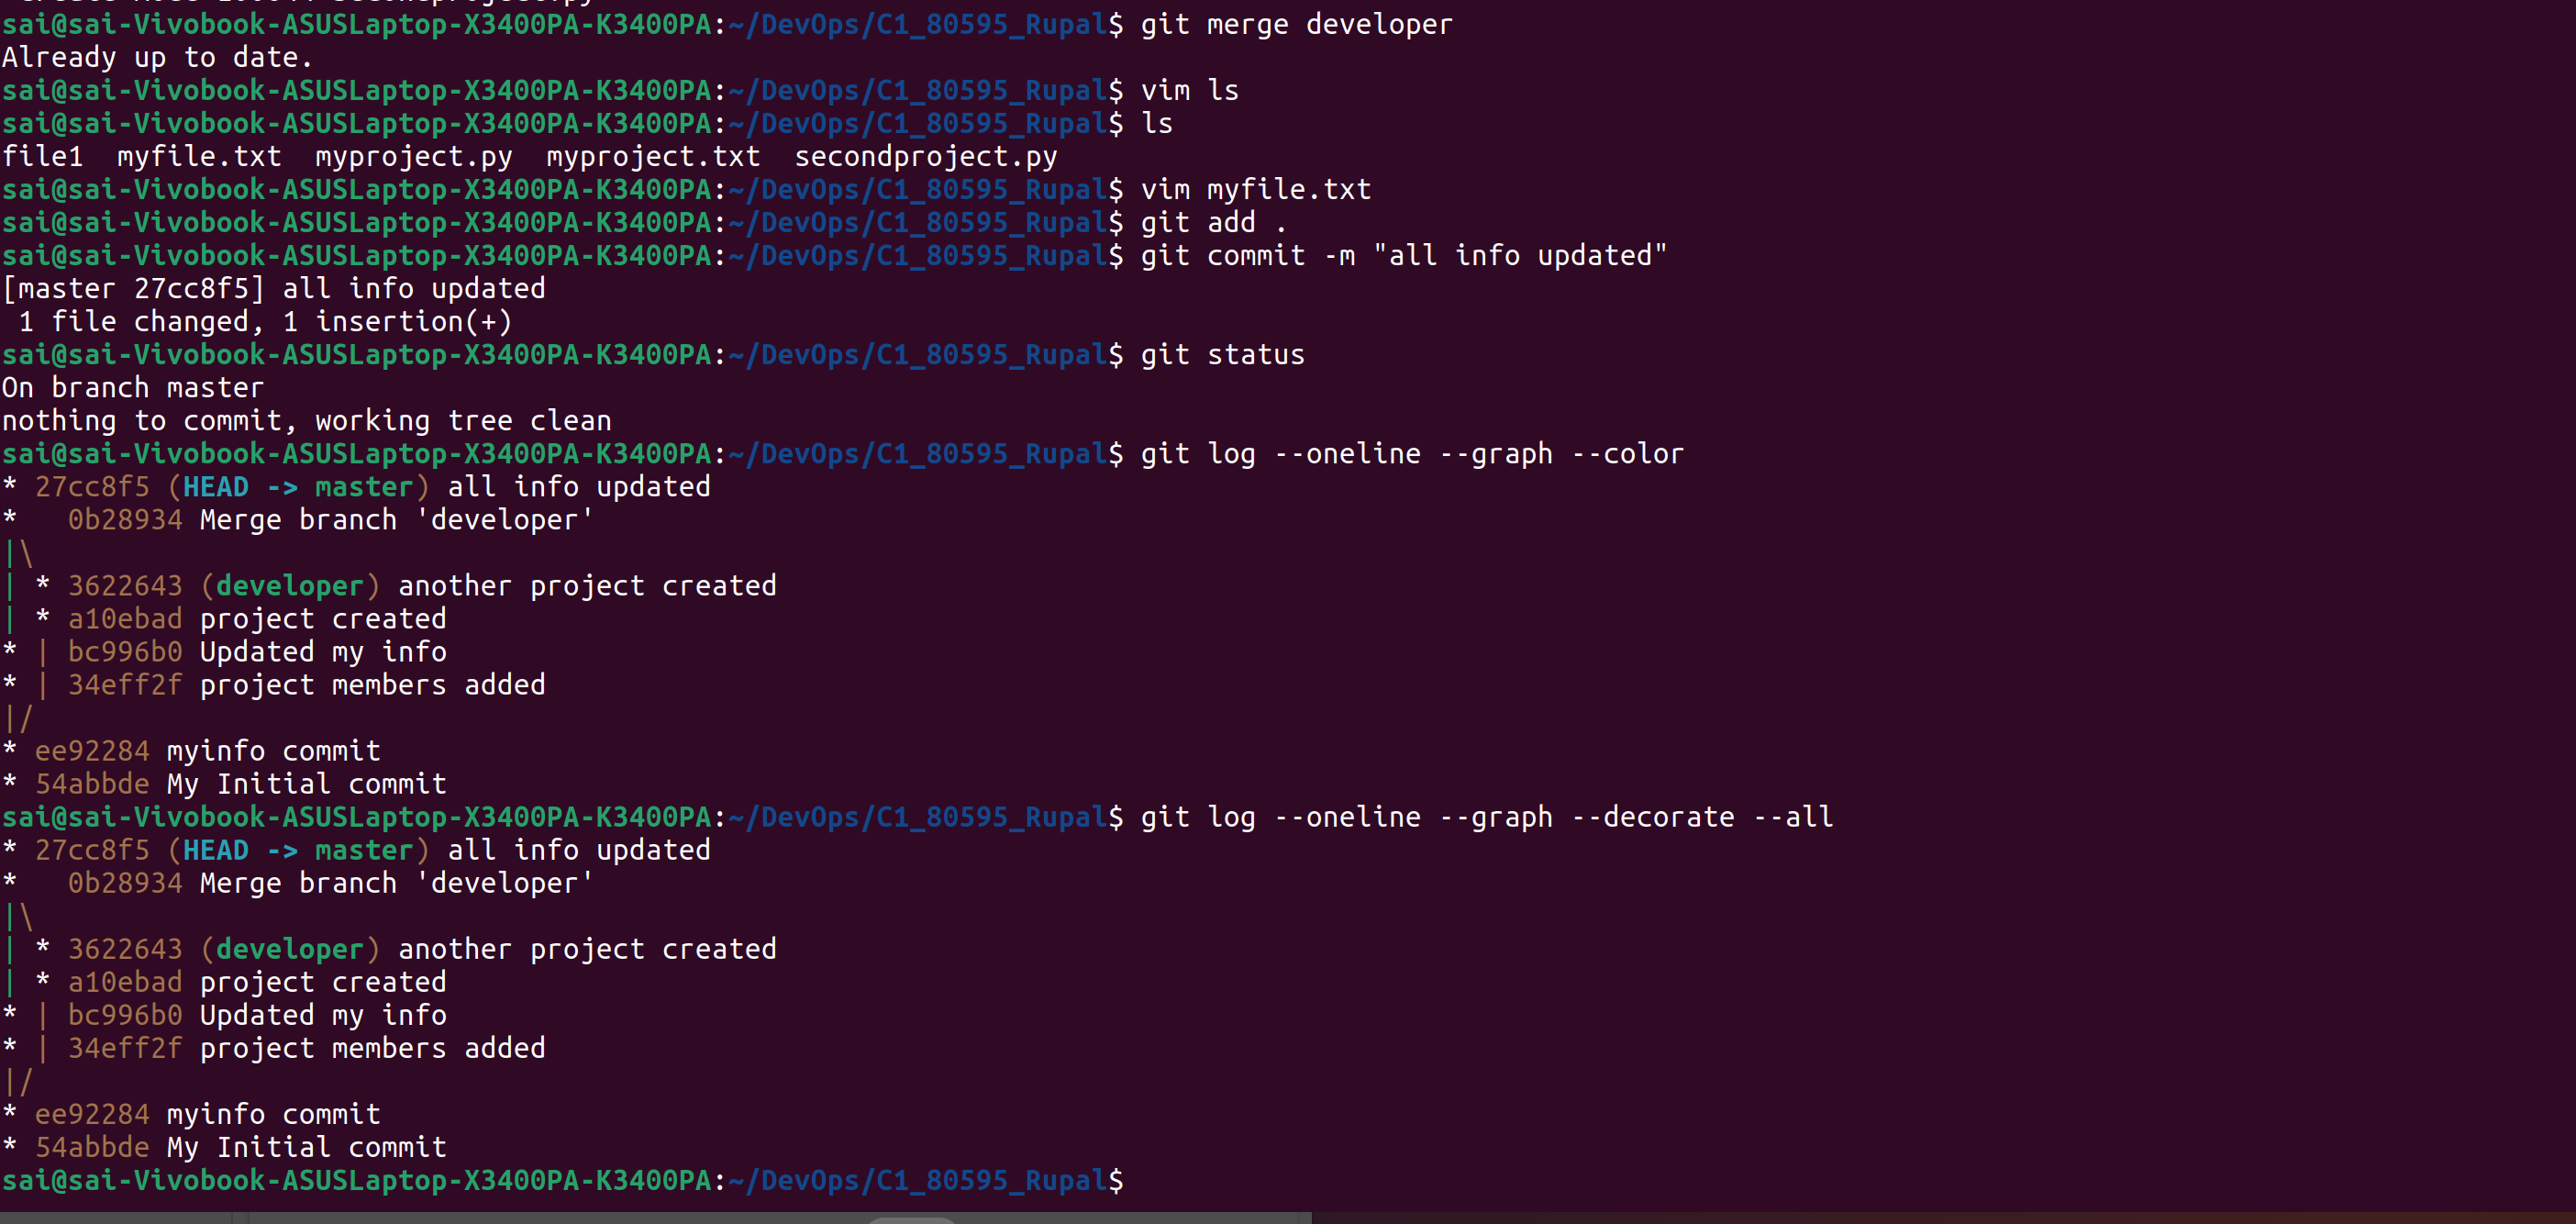 sai@sai-Vivobook-ASUSLaptop-X3400PA-K3400PA:~/DevOps/C1_80595_Rupal$ git merge developer
Already up to date.
sai@sai-Vivobook-ASUSLaptop-X3400PA-K3400PA:~/DevOps/C1_80595_Rupal$ vim ls
sai@sai-Vivobook-ASUSLaptop-X3400PA-K3400PA:~/DevOps/C1_80595_Rupal$ ls
file1  myfile.txt  myproject.py  myproject.txt  secondproject.py
sai@sai-Vivobook-ASUSLaptop-X3400PA-K3400PA:~/DevOps/C1_80595_Rupal$ vim myfile.txt
sai@sai-Vivobook-ASUSLaptop-X3400PA-K3400PA:~/DevOps/C1_80595_Rupal$ git add .
sai@sai-Vivobook-ASUSLaptop-X3400PA-K3400PA:~/DevOps/C1_80595_Rupal$ git commit -m "all info updated"
[master 27cc8f5] all info updated
 1 file changed, 1 insertion(+)
sai@sai-Vivobook-ASUSLaptop-X3400PA-K3400PA:~/DevOps/C1_80595_Rupal$ git status
On branch master
nothing to commit, working tree clean
sai@sai-Vivobook-ASUSLaptop-X3400PA-K3400PA:~/DevOps/C1_80595_Rupal$ git log --oneline --graph --color
* 27cc8f5 (HEAD -> master) all info updated
*   0b28934 Merge branch 'developer'
|\
| * 3622643 (developer) another project created
| * a10ebad project created
* | bc996b0 Updated my info
* | 34eff2f project members added
|/
* ee92284 myinfo commit
* 54abbde My Initial commit
sai@sai-Vivobook-ASUSLaptop-X3400PA-K3400PA:~/DevOps/C1_80595_Rupal$ git log --oneline --graph --decorate --all
* 27cc8f5 (HEAD -> master) all info updated
*   0b28934 Merge branch 'developer'
|\
| * 3622643 (developer) another project created
| * a10ebad project created
* | bc996b0 Updated my info
* | 34eff2f project members added
|/
* ee92284 myinfo commit
* 54abbde My Initial commit
sai@sai-Vivobook-ASUSLaptop-X3400PA-K3400PA:~/DevOps/C1_80595_Rupal$